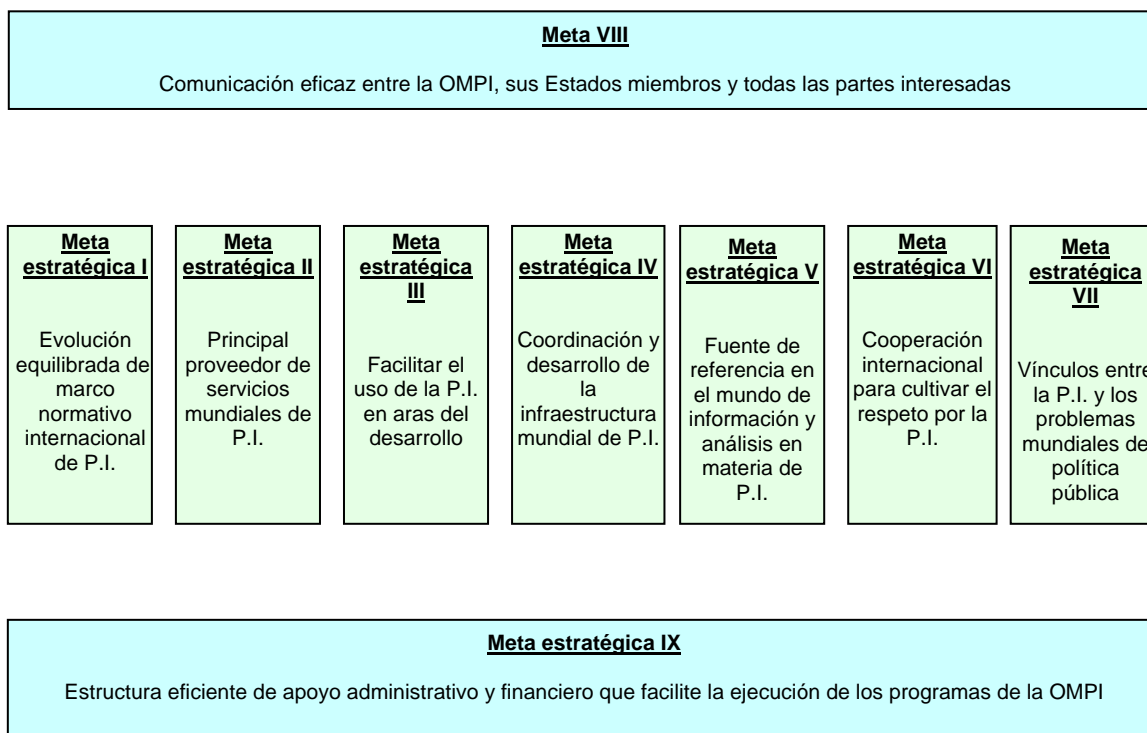 Meta VIII
Comunicación eficaz entre la OMPI, sus Estados miembros y todas las partes interesadas
Meta
estratégica I
Evolución
equilibrada de
marco
normativo
internacional
de P.I.
Meta
estratégica II
Principal
proveedor de
servicios
mundiales de
P.I.
Meta
estratégica
III
Facilitar el
uso de la P.I.
en aras del
desarrollo
Meta
estratégica IV
Coordinación y
desarrollo de
la
infraestructura
mundial de P.I.
Meta
estratégica V
Fuente de
referencia en
el mundo de
información y
análisis en
materia de
P.I.
Meta
estratégica VI
Cooperación
internacional
para cultivar el
respeto por la
P.I.
Meta
estratégica
VII
Vínculos entre
la P.I. y los
problemas
mundiales de
política
pública
Meta estratégica IX
Estructura eficiente de apoyo administrativo y financiero que facilite la ejecución de los programas de la OMPI